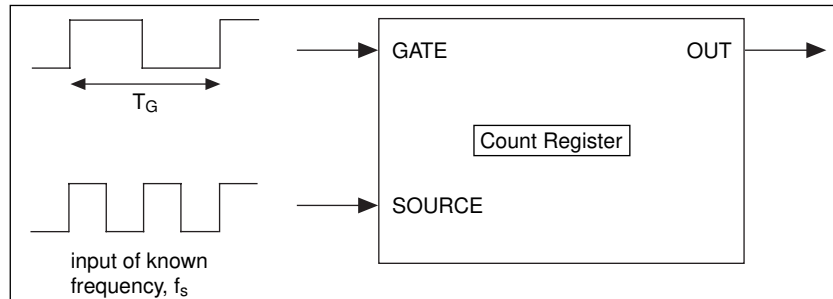 GATE
OUT
T_G
Count Register
SOURCE
input of known
frequency, f_s